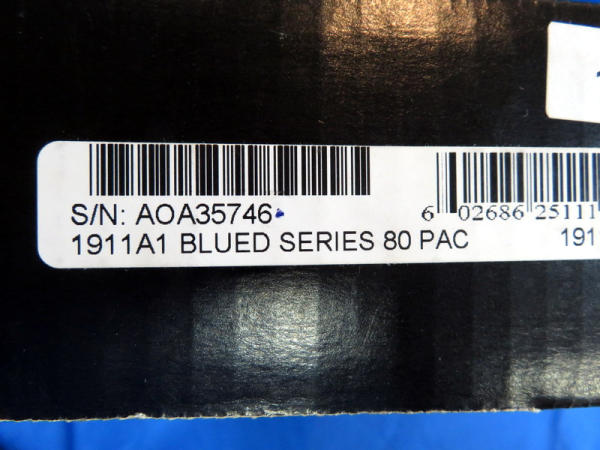 S/N: AOA35746
6 02686 25111
1911A1 BLUED SERIES 80 PAC
191